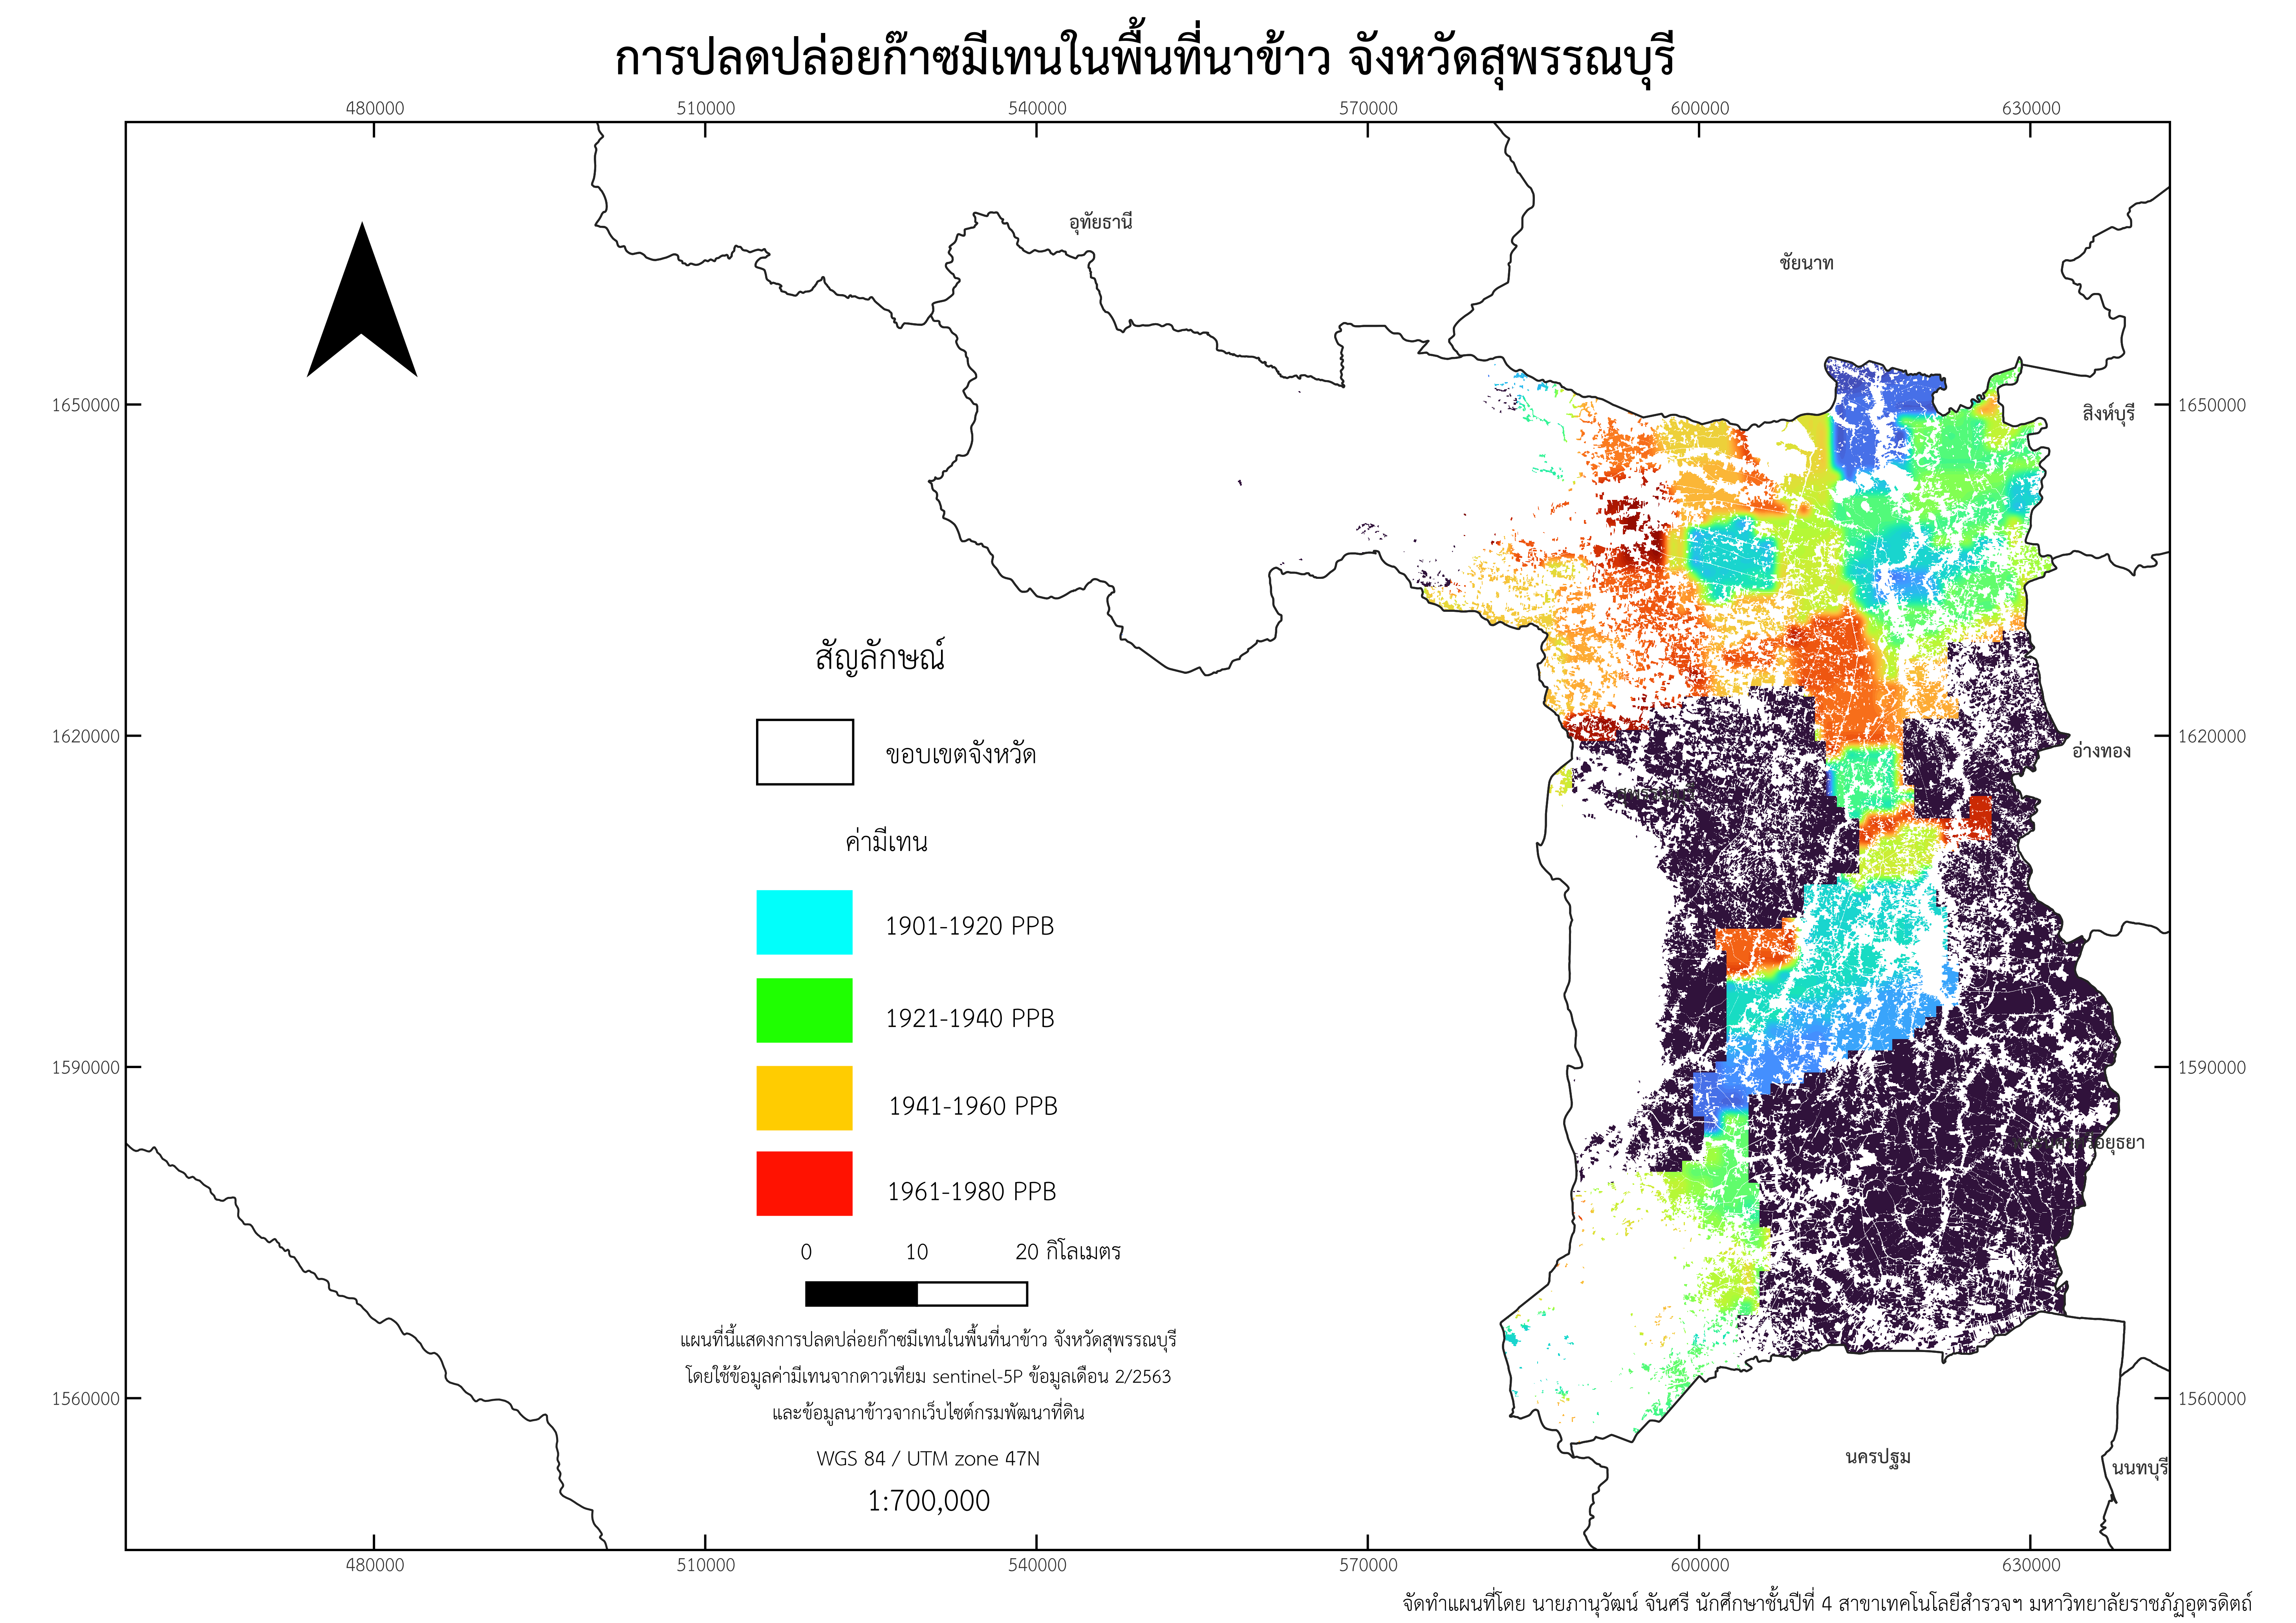 การปลดปล่อยก๊าซมีเทนในพื้นที่นาข้าว จังหวัดสุพรรณบุรี
480000 510000 540000 570000 600000 630000
อุทัยธานี
ชัยนาท
1650000 1650000
สิงห์บุรี
สัญลักษณ์
1620000 1620000
ขอบเขตจังหวัด
อ่างทอง
ค่ามีเทน
1901-1920 PPB
1921-1940 PPB
1590000 1590000
1941-1960 PPB
1961-1980 PPB
0 10 20 กิโลเมตร
แผนที่นี้แสดงการปลดปล่อยก๊าซมีเทนในพื้นที่นาข้าว จังหวัดสุพรรณบุรี
โดยใช้ข้อมูลค่ามีเทนจากดาวเทียม sentinel-5P ข้อมูลเดือน 2/2563
1560000 1560000
และข้อมูลนาข้าวจากเว็บไซต์กรมพัฒนาที่ดิน
WGS 84 / UTM zone 47N
นครปฐม
นนทบุรี
1:700,000
480000 510000 540000 570000 600000 630000
จัดทำแผนที่โดย นายภานุวัฒน์ จันศรี นักศึกษาชั้นปีที่ 4 สาขาเทคโนโลยีสำรวจฯ มหาวิทยาลัยราชภัฏอุตรดิตถ์